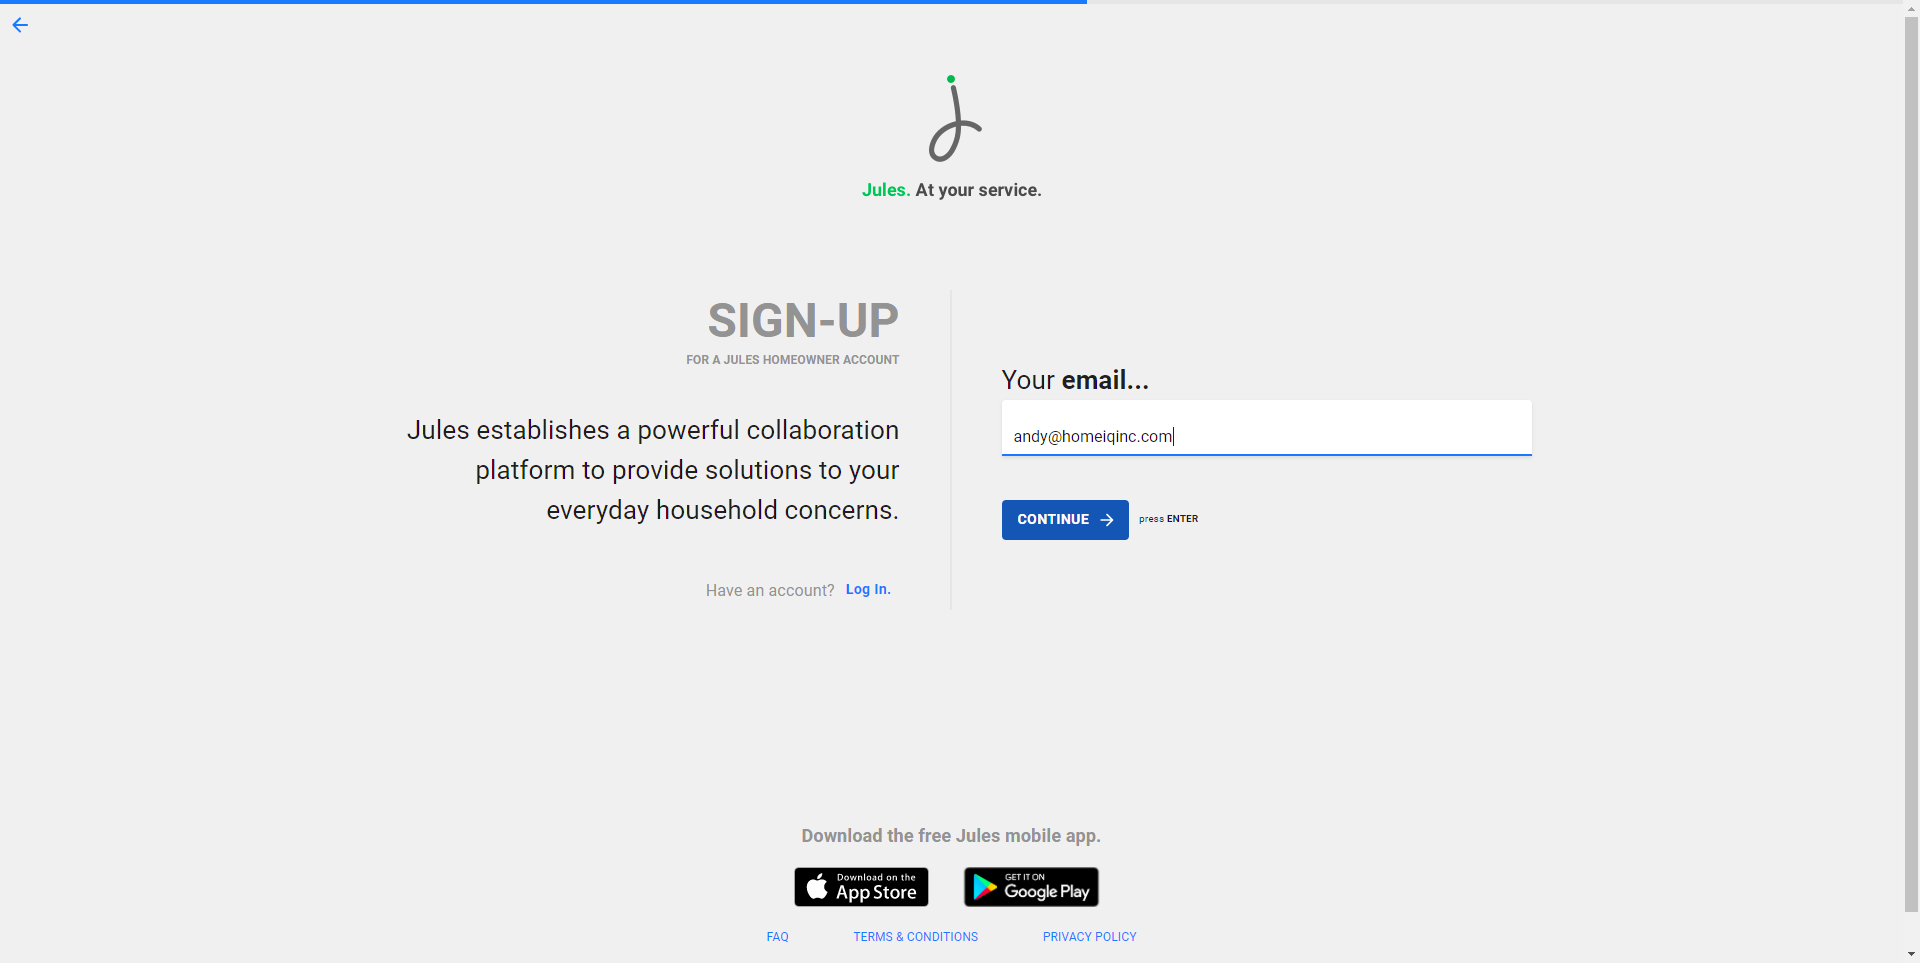 Jules. At your service.
SIGN-UP
FOR A JULES HOMEOWNER ACCOUNT
Jules establishes a powerful collaboration
platform to provide solutions to your
everyday household concerns.
Have an account? Log In.
Your email...
andy@homeiqinc.com
CONTINUE press ENTER
Download the free Jules mobile app.
Download on the
App Store
GET IT ON
Google Play
FAQ TERMS & CONDITIONS PRIVACY POLICY